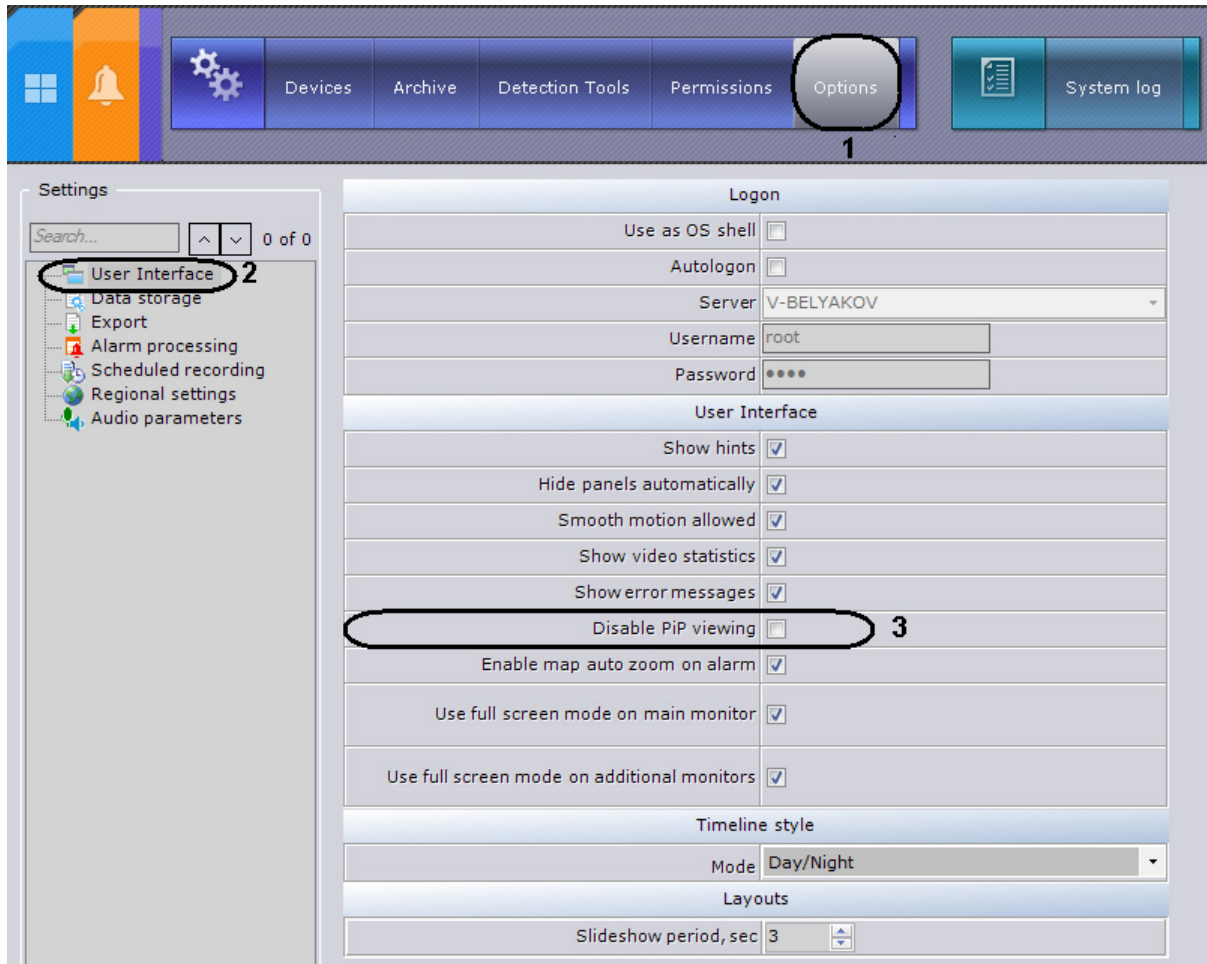 Devices Archive Detection Tools Permissions Options System log
1
Settings
Search... 0 of 0
User Interface 2
Data storage
Export
Alarm processing
Scheduled recording
Regional settings
Audio parameters
Logon
Use as OS shell
Autologon
Server V-BELYAKOV
Username root
Password ••••
User Interface
Show hints
Hide panels automatically
Smooth motion allowed
Show video statistics
Show error messages
Disable PiP viewing 3
Enable map auto zoom on alarm
Use full screen mode on main monitor
Use full screen mode on additional monitors
Timeline style
Mode Day/Night
Layouts
Slideshow period, sec 3